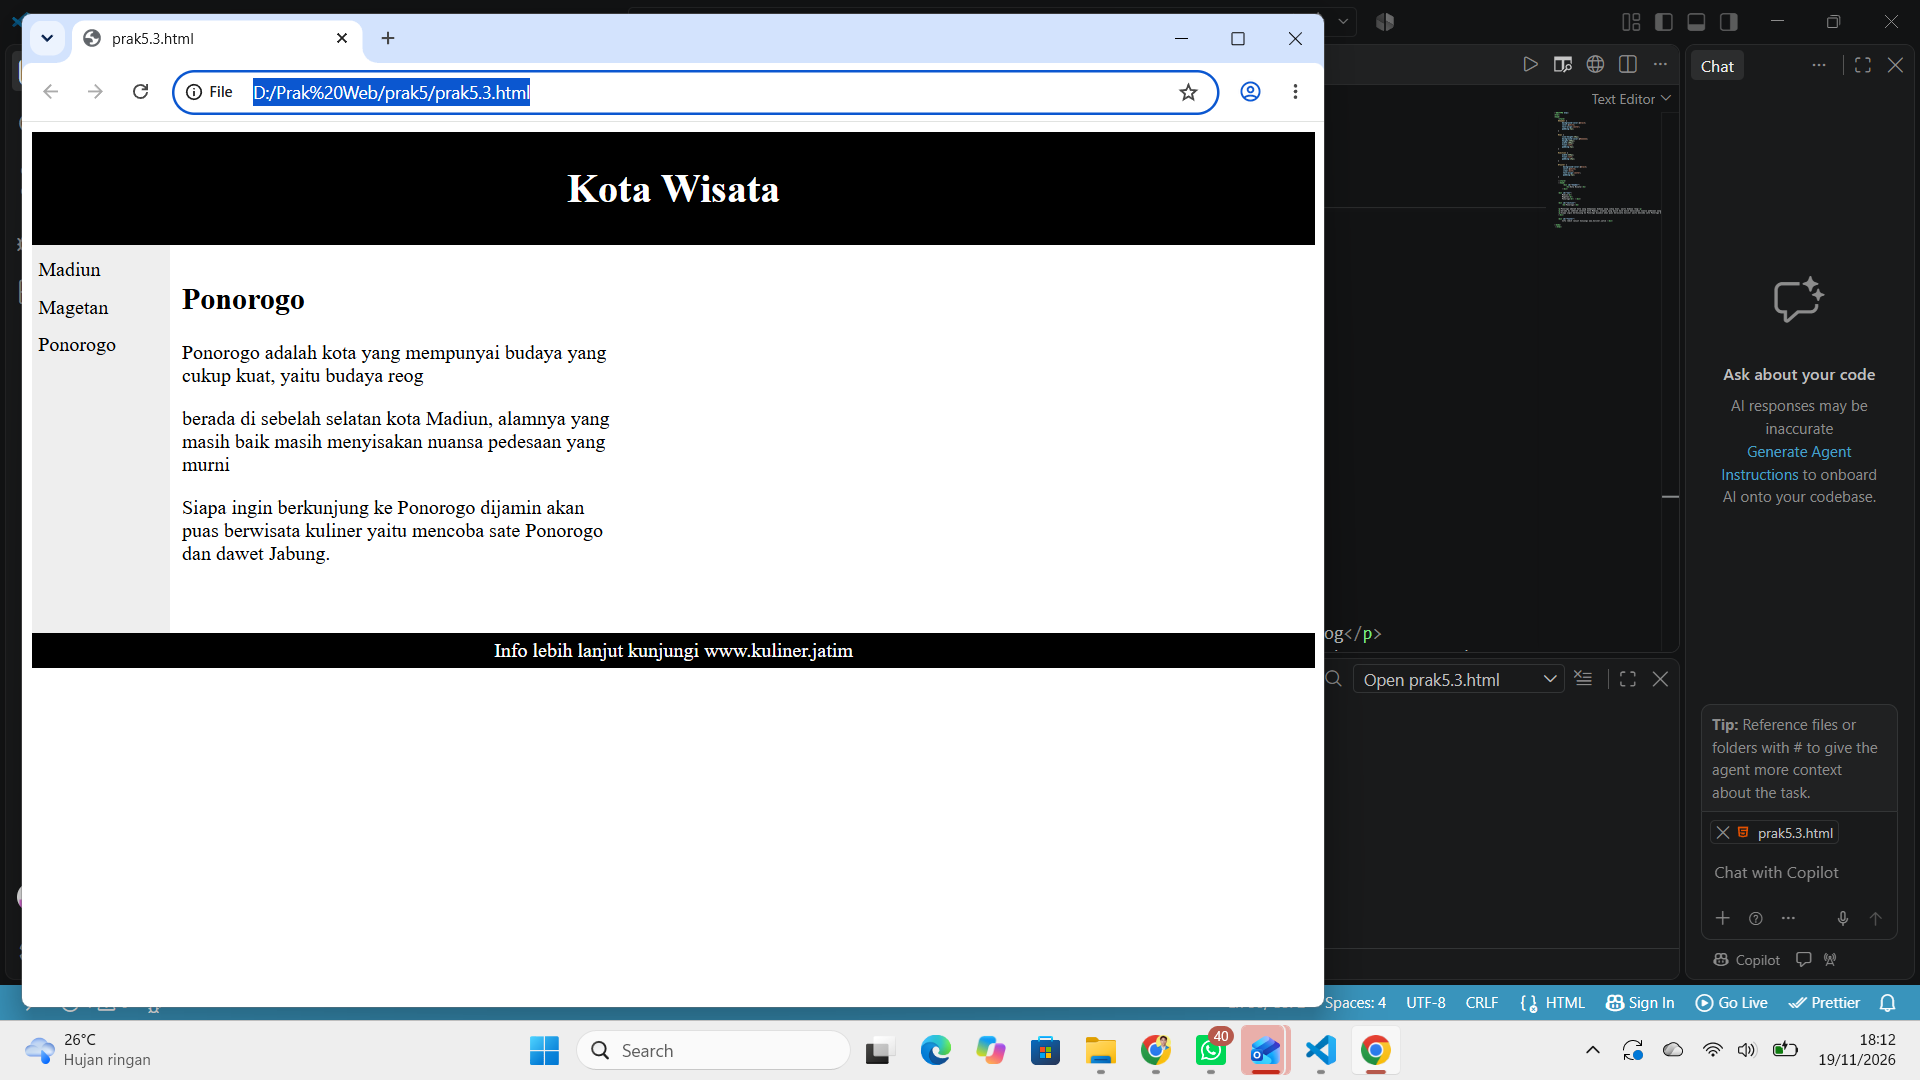 prak5.3.html
File
D:/Prak%20Web/prak5/prak5.3.html
Kota Wisata
Madiun
Magetan
Ponorogo
Ponorogo
Ponorogo adalah kota yang mempunyai budaya yang
cukup kuat, yaitu budaya reog
berada di sebelah selatan kota Madiun, alamnya yang
masih baik masih menyisakan nuansa pedesaan yang
murni
Siapa ingin berkunjung ke Ponorogo dijamin akan
puas berwisata kuliner yaitu mencoba sate Ponorogo
dan dawet Jabung.
Info lebih lanjut kunjungi www.kuliner.jatim
Text Editor
og</p>
Open prak5.3.html
Chat
Ask about your code
AI responses may be
inaccurate
Generate Agent
Instructions to onboard
AI onto your codebase.
Tip: Reference files or
folders with # to give the
agent more context
about the task.
prak5.3.html
Chat with Copilot
Copilot
Spaces: 4 UTF-8 CRLF HTML Sign In Go Live Prettier
26°C
Hujan ringan
Search
40
18:12
19/11/2026